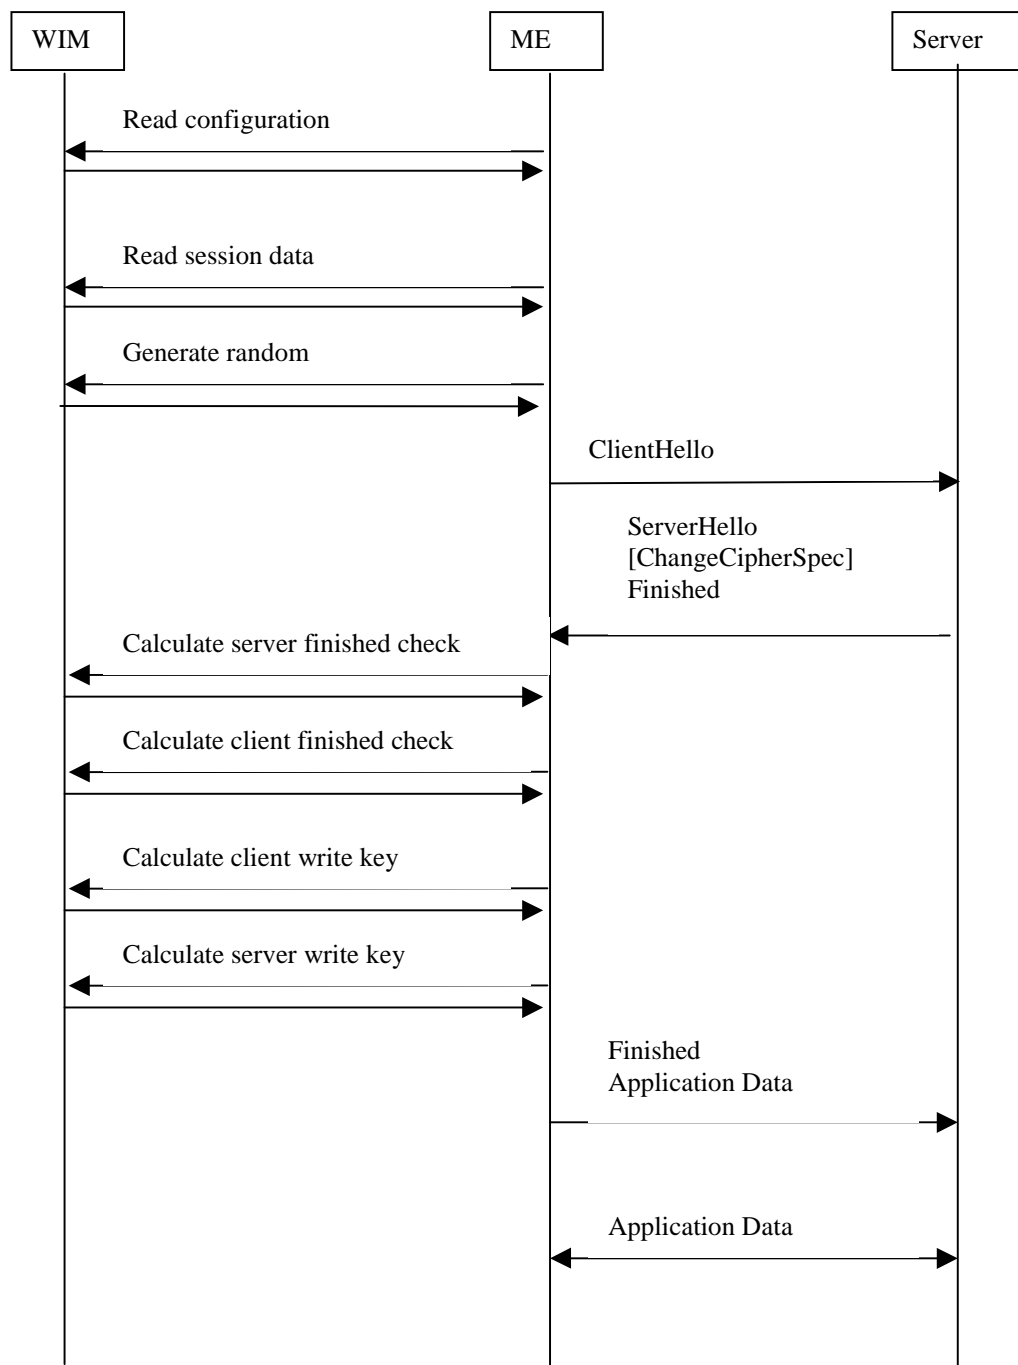 WIM
ME
Server
Read configuration
Read session data
Generate random
ClientHello
ServerHello
[ChangeCipherSpec]
Finished
Calculate server finished check
Calculate client finished check
Calculate client write key
Calculate server write key
Finished
Application Data
Application Data